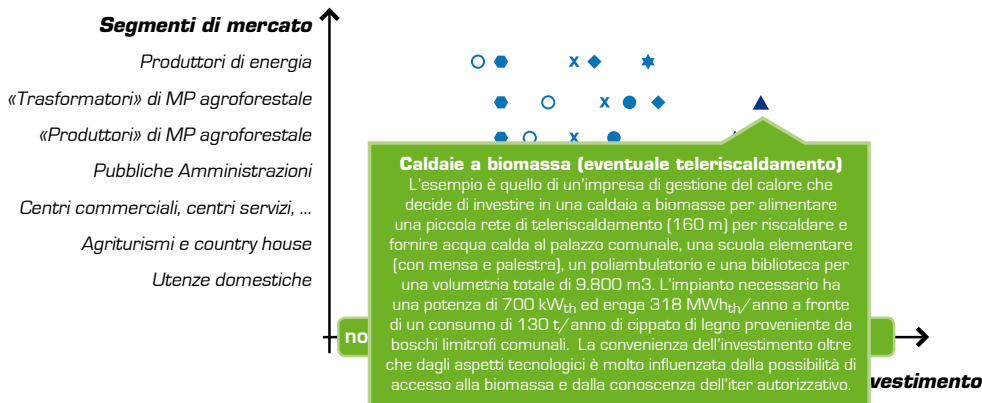 Segmenti di mercato
Produttori di energia
«Trasformatori» di MP agroforestale
«Produttori» di MP agroforestale
Pubbliche Amministrazioni
Centri commerciali, centri servizi, ...
Agriturismi e country house
Utenze domestiche
Caldaie a biomassa (eventuale teleriscaldamento)
L'esempio è quello di un'impresa di gestione del calore che
decide di investire in una caldaia a biomasse per alimentare
una piccola rete di teleriscaldamento (160 m) per riscaldare e
fornire acqua calda al palazzo comunale, una scuola elementare
(con mensa e palestra), un poliambulatorio e una biblioteca per
una volumetria totale di 9.800 m3. L'impianto necessario ha
una potenza di 700 kWth ed eroga 318 MWhth/anno a fronte
di un consumo di 130 t/anno di cippato di legno proveniente da
boschi limitrofi comunali. La convenienza dell'investimento oltre
che dagli aspetti tecnologici è molto influenzata dalla possibilità di
accesso alla biomassa e dalla conoscenza dell'iter autorizzativo.
no
vestimento